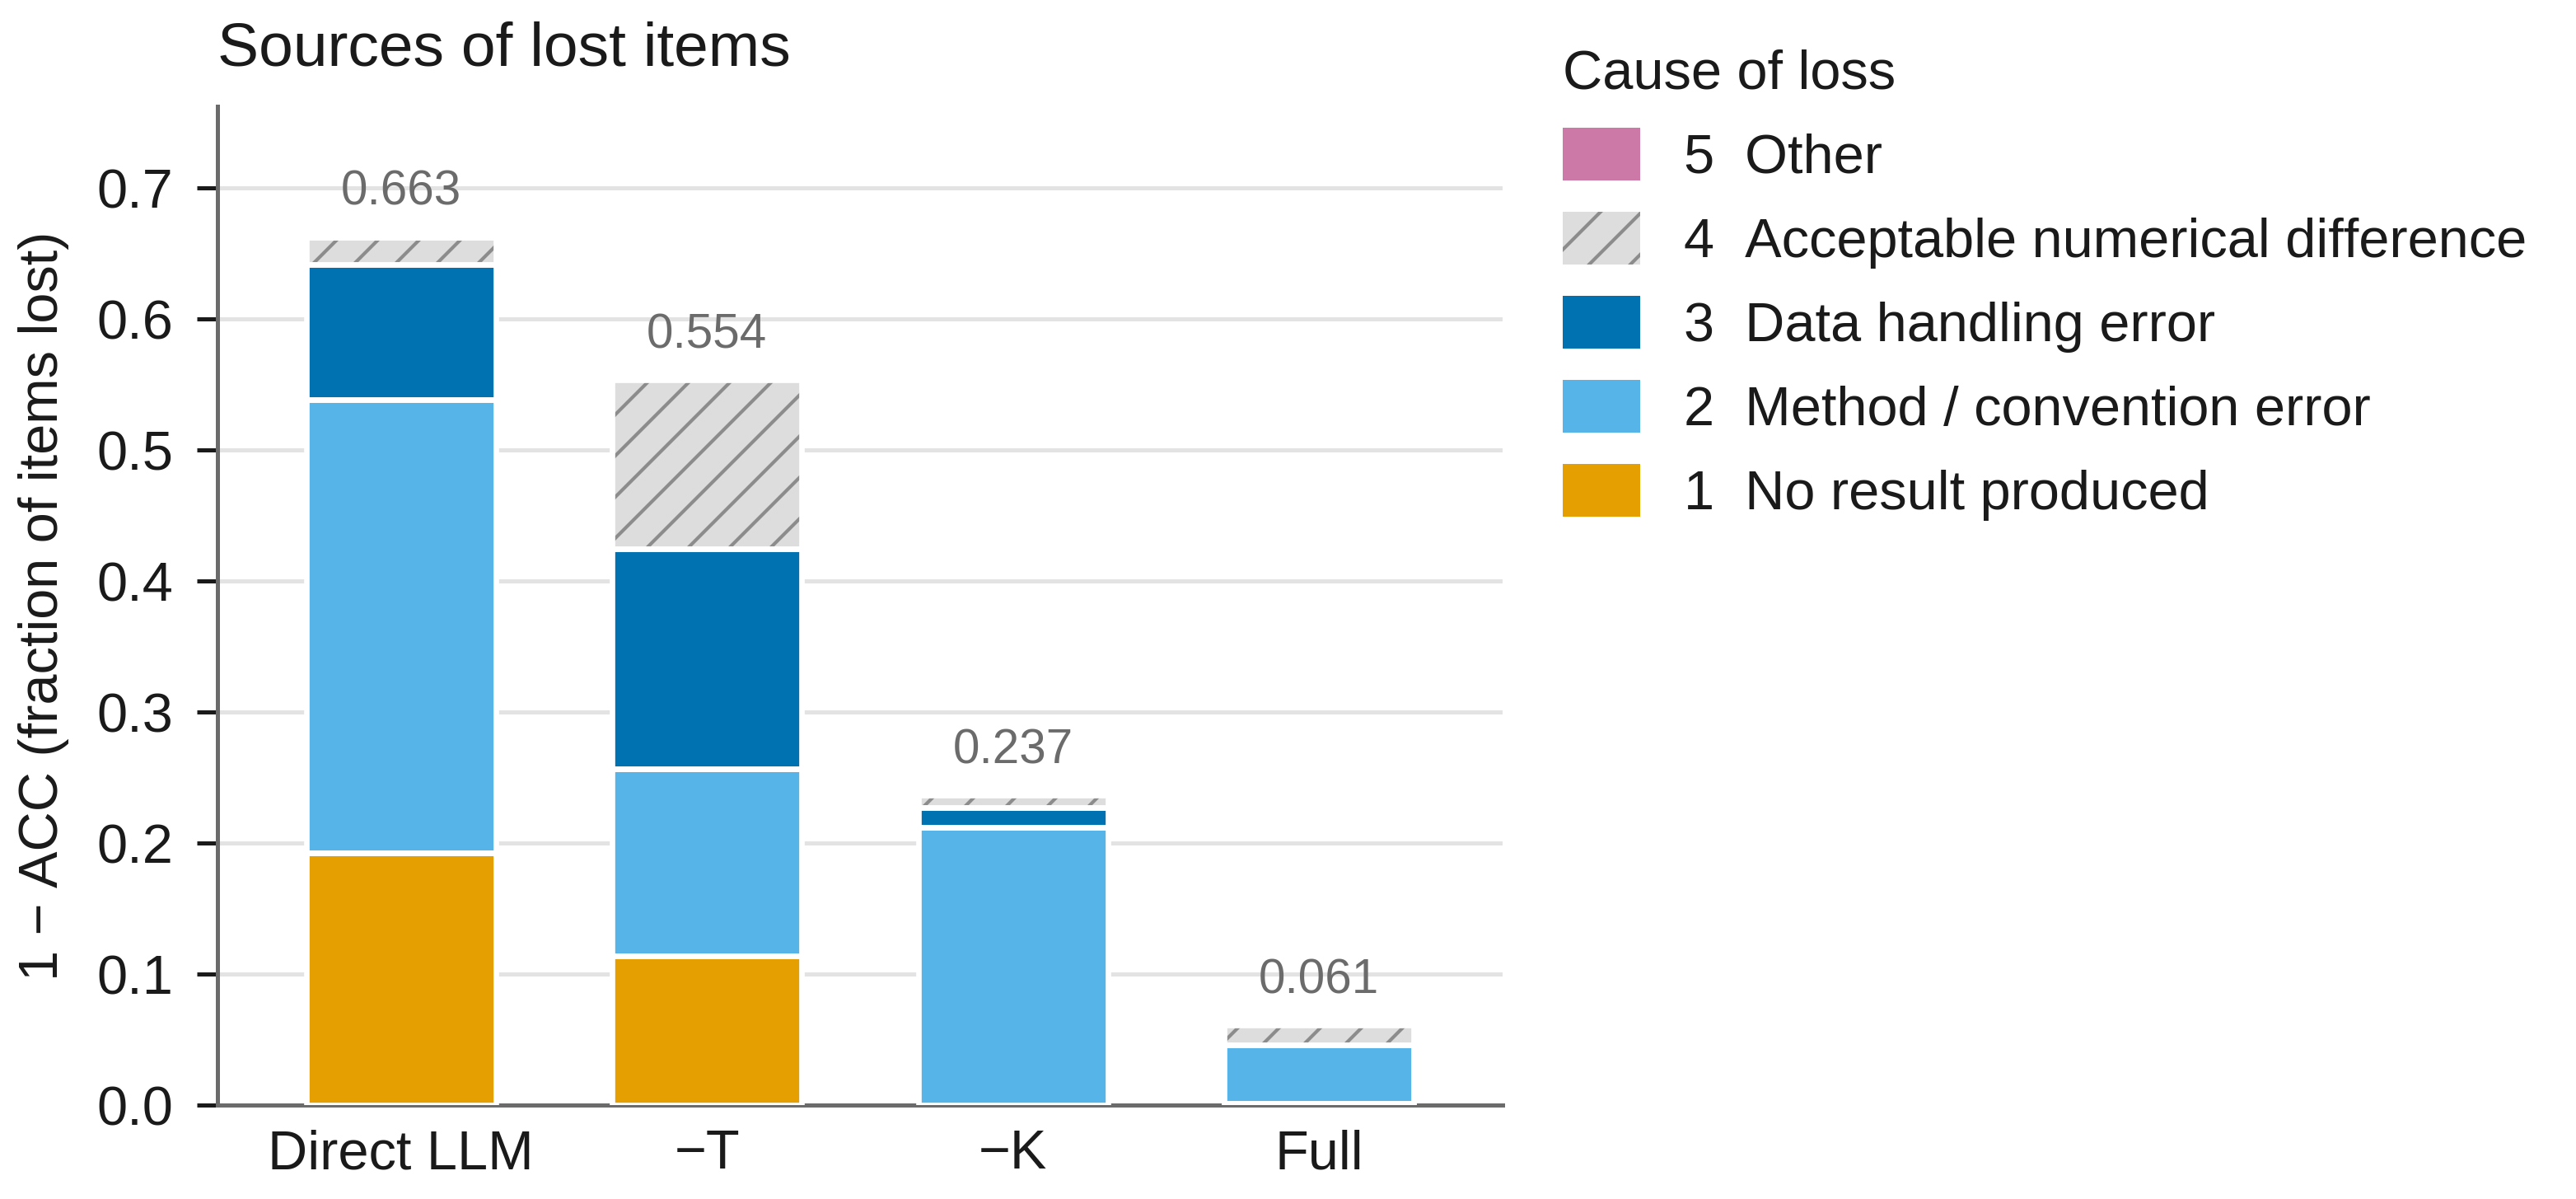 Sources of lost items
1 − ACC (fraction of items lost)
0.7
0.6
0.5
0.4
0.3
0.2
0.1
0.0
0.663
0.554
0.237
0.061
Direct LLM
−T
−K
Full
Cause of loss
5 Other
4 Acceptable numerical difference
3 Data handling error
2 Method / convention error
1 No result produced